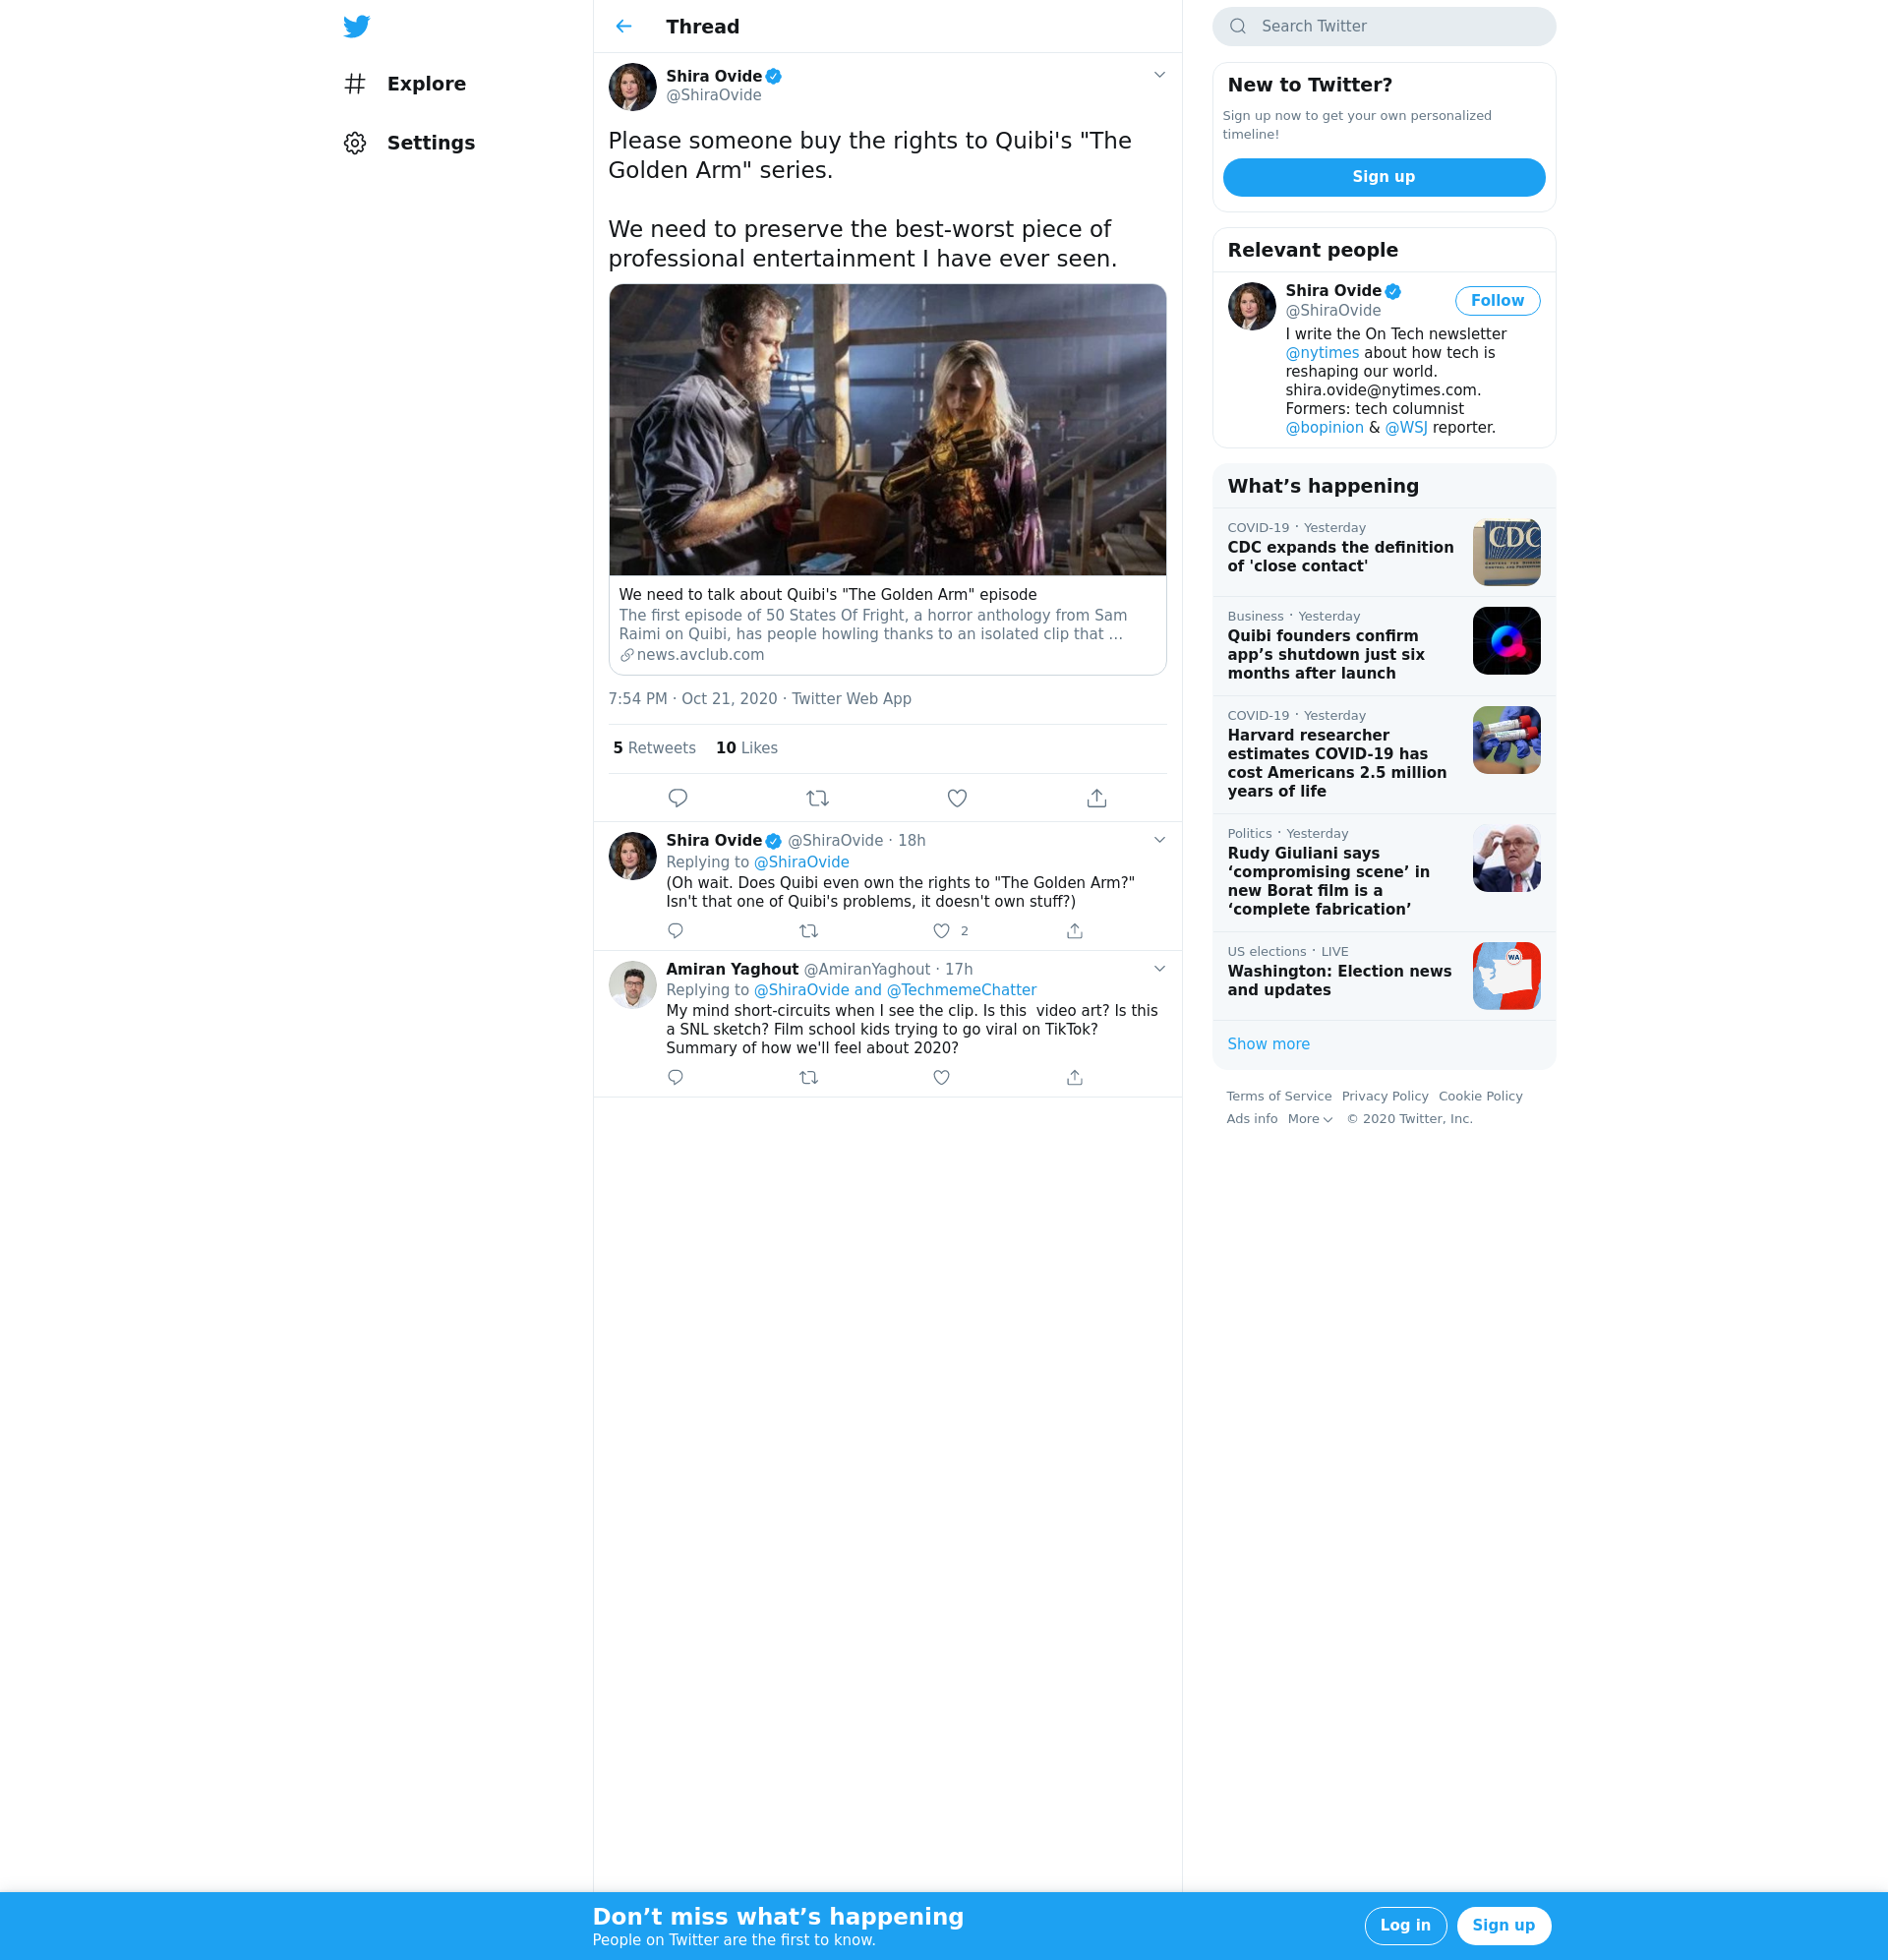 Explore
Settings
Thread
Shira Ovide
@ShiraOvide
Please someone buy the rights to Quibi's "The
Golden Arm" series.
We need to preserve the best-worst piece of
professional entertainment I have ever seen.
We need to talk about Quibi's "The Golden Arm" episode
The first episode of 50 States Of Fright, a horror anthology from Sam
Raimi on Quibi, has people howling thanks to an isolated clip that ...
news.avclub.com
7:54 PM · Oct 21, 2020 · Twitter Web App
5 Retweets 10 Likes
Shira Ovide @ShiraOvide · 18h
Replying to @ShiraOvide
(Oh wait. Does Quibi even own the rights to "The Golden Arm?"
Isn't that one of Quibi's problems, it doesn't own stuff?)
2
Amiran Yaghout @AmiranYaghout · 17h
Replying to @ShiraOvide and @TechmemeChatter
My mind short-circuits when I see the clip. Is this  video art? Is this
a SNL sketch? Film school kids trying to go viral on TikTok?
Summary of how we'll feel about 2020?
Search Twitter
New to Twitter?
Sign up now to get your own personalized
timeline!
Sign up
Relevant people
Shira Ovide
@ShiraOvide
Follow
I write the On Tech newsletter
@nytimes about how tech is
reshaping our world.
shira.ovide@nytimes.com.
Formers: tech columnist
@bopinion & @WSJ reporter.
What’s happening
COVID-19 · Yesterday
CDC expands the definition
of 'close contact'
CDC
Business · Yesterday
Quibi founders confirm
app’s shutdown just six
months after launch
COVID-19 · Yesterday
Harvard researcher
estimates COVID-19 has
cost Americans 2.5 million
years of life
Politics · Yesterday
Rudy Giuliani says
‘compromising scene’ in
new Borat film is a
‘complete fabrication’
US elections · LIVE
Washington: Election news
and updates
WA
Show more
Terms of Service Privacy Policy Cookie Policy
Ads info More © 2020 Twitter, Inc.
Don’t miss what’s happening
People on Twitter are the first to know.
Log in
Sign up